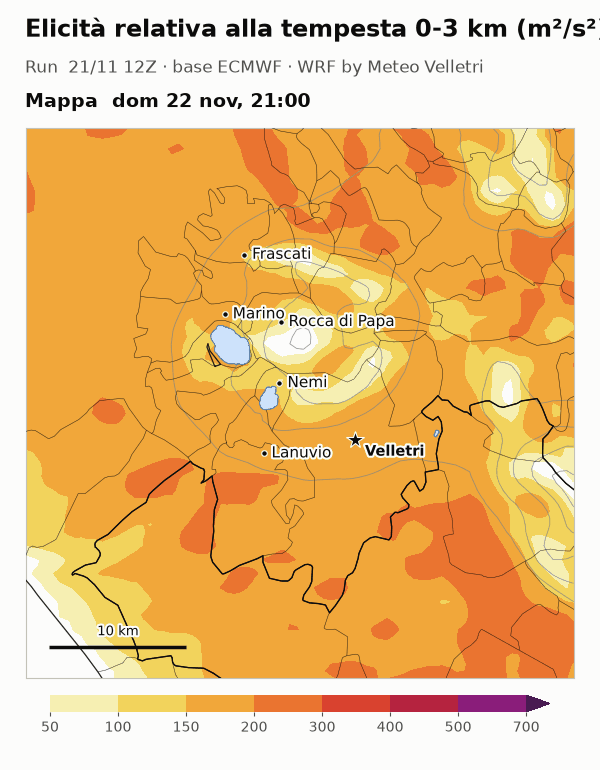 Elicità relativa alla tempesta 0-3 km (m²/s²)
Run 21/11 12Z · base ECMWF · WRF by Meteo Velletri
Mappa dom 22 nov, 21:00
Frascati
Marino
Rocca di Papa
Nemi
Velletri
Lanuvio
10 km
50 100 150 200 300 400 500 700